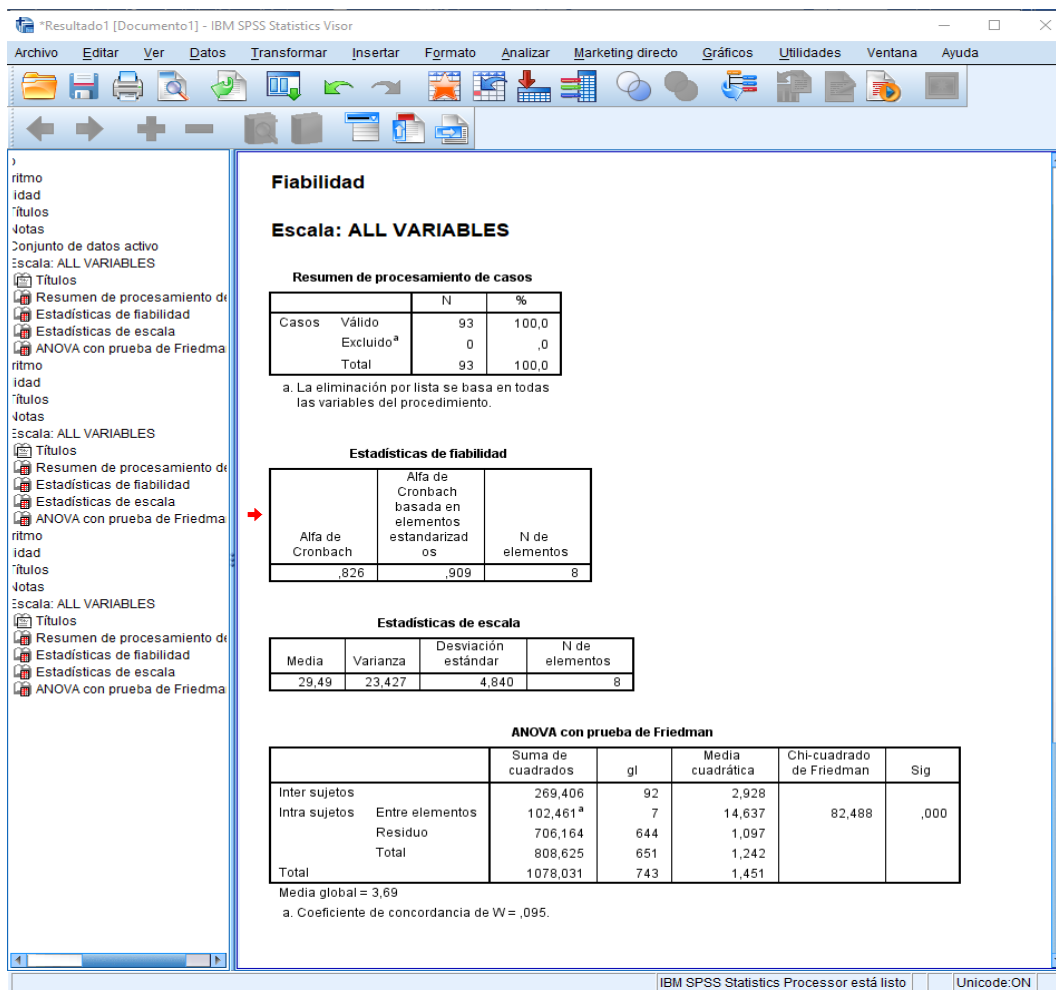 *Resultado1 [Documento1] - IBM SPSS Statistics Visor
Archivo Editar Ver Datos Transformar Insertar Formato Analizar Marketing directo Gráficos Utilidades Ventana Ayuda
ritmo
idad
ítulos
Notas
Conjunto de datos activo
Escala: ALL VARIABLES
Títulos
Resumen de procesamiento de
Estadísticas de fiabilidad
Estadísticas de escala
ANOVA con prueba de Friedma
ritmo
idad
ítulos
Notas
Escala: ALL VARIABLES
Títulos
Resumen de procesamiento de
Estadísticas de fiabilidad
Estadísticas de escala
ANOVA con prueba de Friedma
ritmo
idad
ítulos
Notas
Escala: ALL VARIABLES
Títulos
Resumen de procesamiento de
Estadísticas de fiabilidad
Estadísticas de escala
ANOVA con prueba de Friedma
Fiabilidad
Escala: ALL VARIABLES
Resumen de procesamiento de casos
N %
Casos Válido 93 100,0
Excluido a 0 ,0
Total 93 100,0
a. La eliminación por lista se basa en todas
las variables del procedimiento.
Estadísticas de fiabilidad
Alfa de
Cronbach
Alfa de
Cronbach
basada en
elementos
estandarizad
os
N de
elementos
,826 ,909 8
Estadísticas de escala
Media Varianza
Desviación
estándar
N de
elementos
29,49 23,427 4,840 8
ANOVA con prueba de Friedman
Suma de
cuadrados
gl
Media
cuadrática
Chi-cuadrado
de Friedman
Sig
Inter sujetos 269,406 92 2,928
Intra sujetos Entre elementos 102,461 a 7 14,637 82,488 ,000
Residuo 706,164 644 1,097
Total 808,625 651 1,242
Total 1078,031 743 1,451
Media global = 3,69
a. Coeficiente de concordancia de W = ,095.
IBM SPSS Statistics Processor está listo Unicode:ON